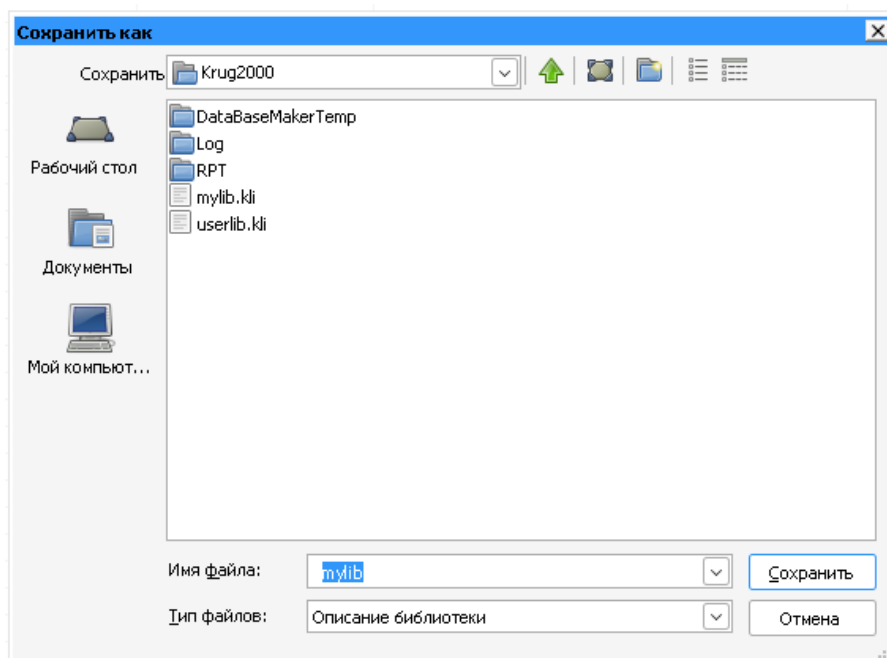 Сохранить как
Сохранить Krug2000
DataBaseMakerTemp
Log
RPT
mylib.kli
userlib.kli
Рабочий стол
Документы
Мой компьют...
Имя файла: mylib Сохранить
Тип файлов: Описание библиотеки Отмена